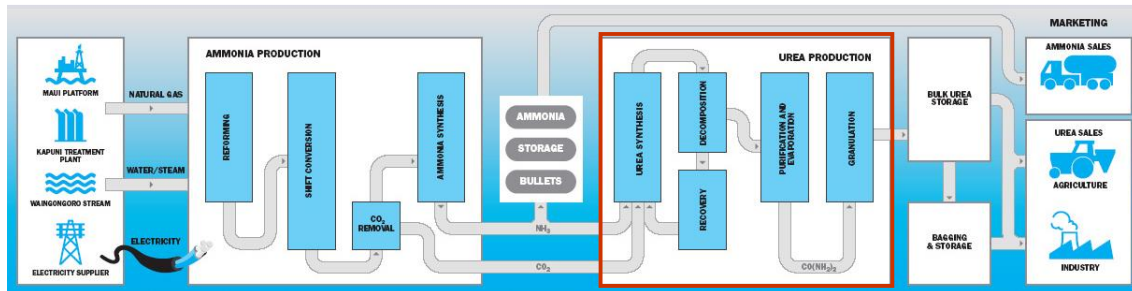 MAUI PLATFORM
KAPUNI TREATMENT
PLANT
WAINGONGORO STREAM
ELECTRICITY SUPPLIER
NATURAL GAS
WATER/STEAM
ELECTRICITY
AMMONIA PRODUCTION
REFORMING
SHIFT CONVERSION
CO₂
REMOVAL
AMMONIA SYNTHESIS
NH₃
CO₂
AMMONIA
STORAGE
BULLETS
UREA PRODUCTION
UREA SYNTHESIS
DECOMPOSITION
RECOVERY
PURIFICATION AND
EVAPORATION
GRANULATION
CO(NH₂)₂
BULK UREA
STORAGE
BAGGING
& STORAGE
MARKETING
AMMONIA SALES
UREA SALES
AGRICULTURE
INDUSTRY